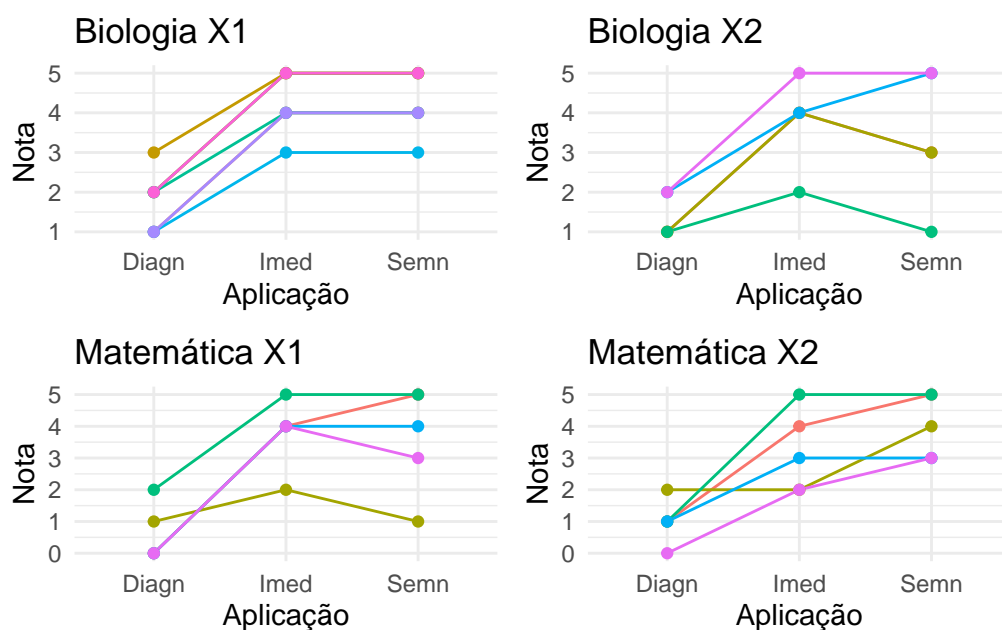 Biologia X1
5
4
3
2
1
Nota
Diagn Imed Semn
Aplicação
Biologia X2
5
4
3
2
1
Nota
Diagn Imed Semn
Aplicação
Matemática X1
5
4
3
2
1
0
Nota
Diagn Imed Semn
Aplicação
Matemática X2
5
4
3
2
1
0
Nota
Diagn Imed Semn
Aplicação